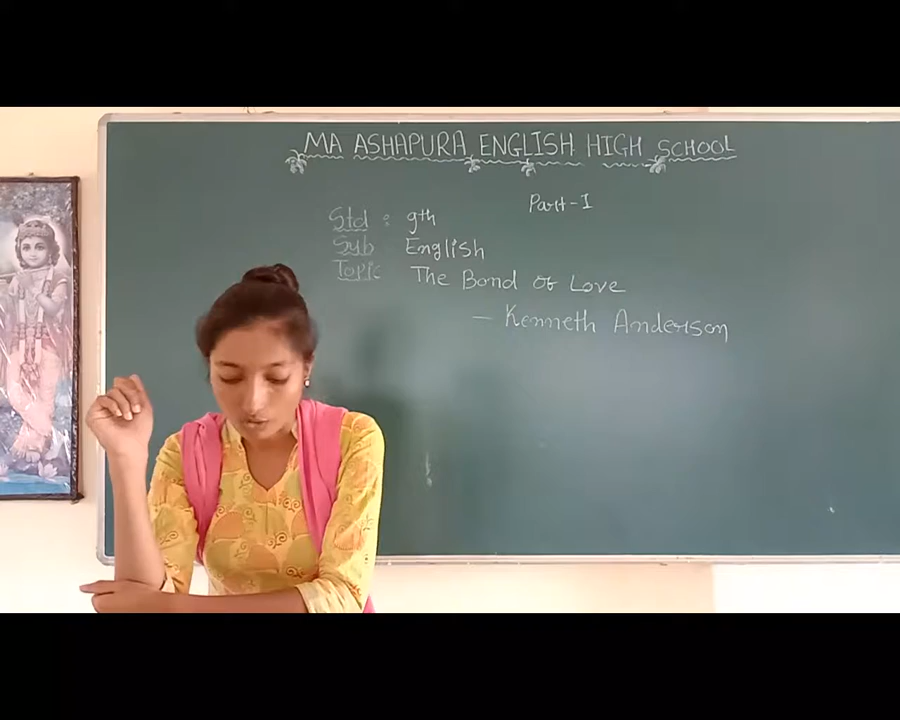 MA ASHAPURA ENGLISH HIGH SCHOOL
Part-I
Std : 9th
Sub English
Topic The Bond of Love
- Kenneth Anderson